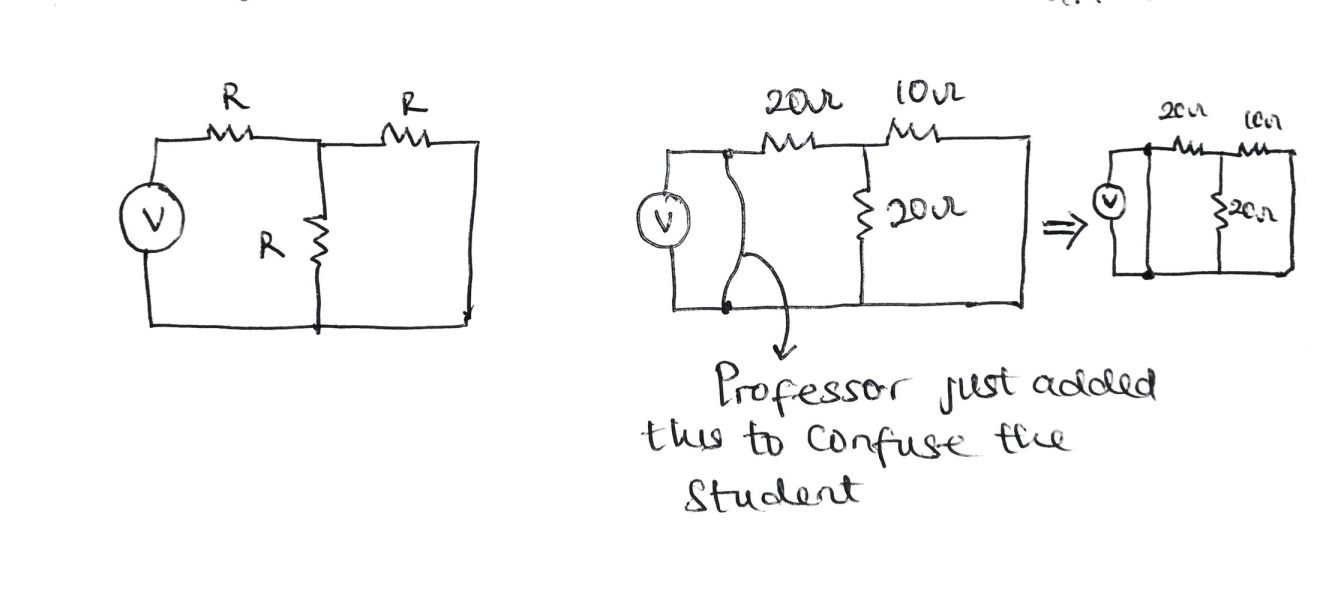 R
R
V
R
20Ω
10Ω
V
20Ω
⇒
20Ω
10Ω
V
20Ω
Professor just added
this to confuse the
Student